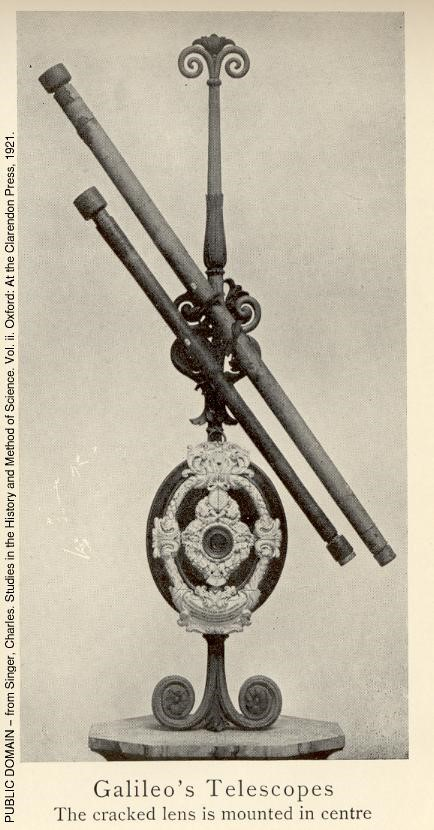 PUBLIC DOMAIN – from Singer, Charles. Studies in the History and Method of Science. Vol. ii. Oxford: At the Clarendon Press, 1921.
Galileo's Telescopes
The cracked lens is mounted in centre